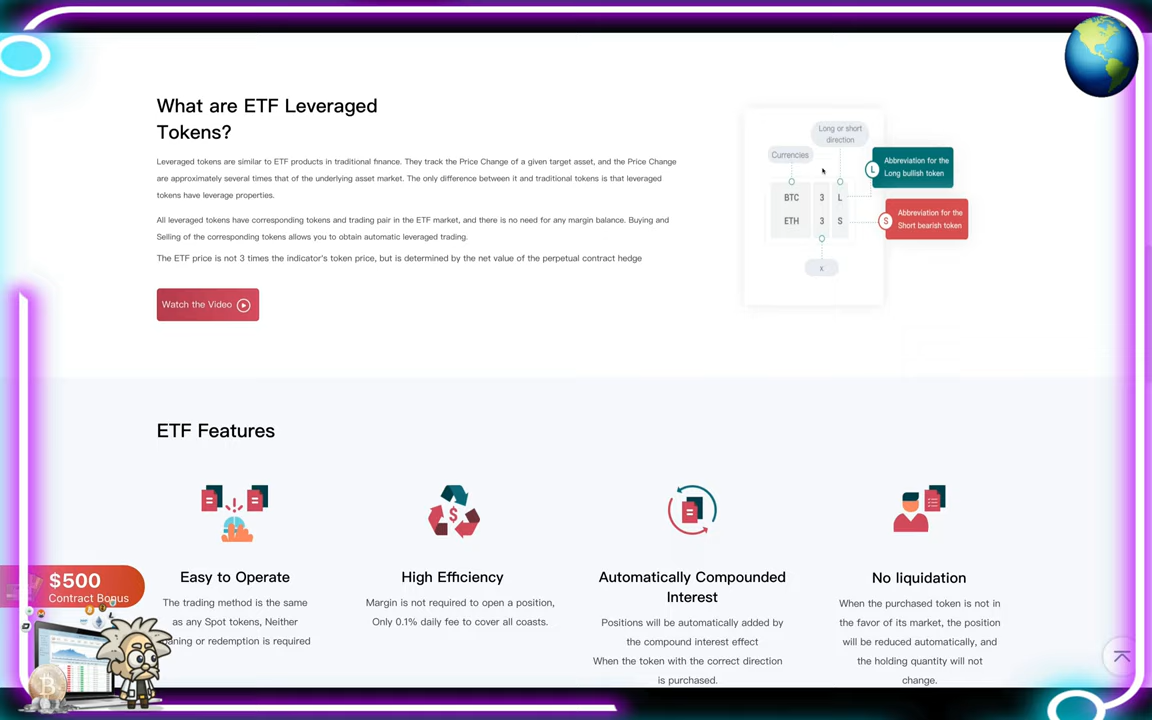 What are ETF Leveraged
Tokens?
Leveraged tokens are similar to ETF products in traditional finance. They track the Price Change of a given target asset, and the Price Change
are approximately several times that of the underlying asset market. The only difference between it and traditional tokens is that leveraged
tokens have leverage properties.
All leveraged tokens have corresponding tokens and trading pair in the ETF market, and there is no need for any margin balance. Buying and
Selling of the corresponding tokens allows you to obtain automatic leveraged trading.
The ETF price is not 3 times the indicator's token price, but is determined by the net value of the perpetual contract hedge
Watch the Video
Long or short
direction
Currencies
BTC 3 L
ETH 3 S
x
L Abbreviation for the
Long bullish token
S Abbreviation for the
Short bearish token
ETF Features
Easy to Operate
The trading method is the same
as any Spot tokens, Neither
aning or redemption is required
High Efficiency
Margin is not required to open a position,
Only 0.1% daily fee to cover all coasts.
Automatically Compounded
Interest
Positions will be automatically added by
the compound interest effect
When the token with the correct direction
is purchased.
No liquidation
When the purchased token is not in
the favor of its market, the position
will be reduced automatically, and
the holding quantity will not
change.
$500
Contract Bonus